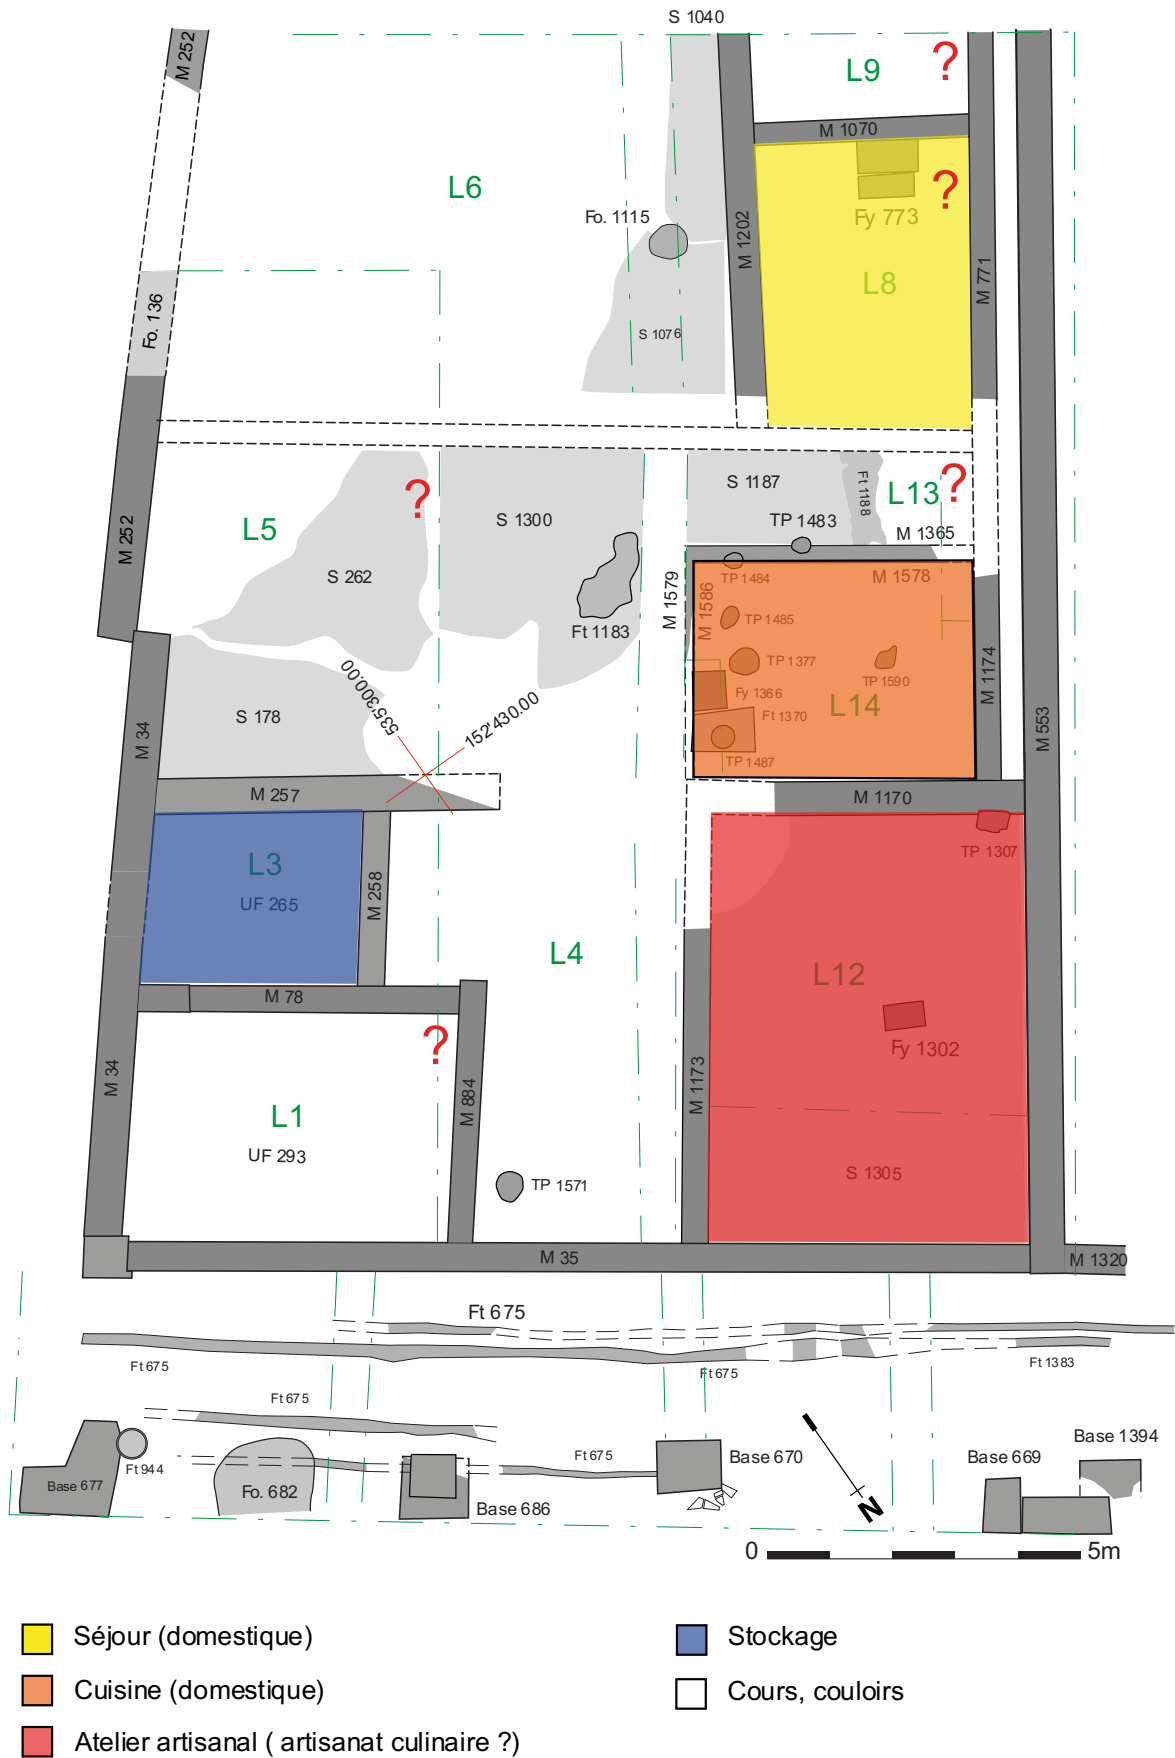 S 1040
M 252
L9
?
M 1070
L6
?
Fo. 1115
Fy 773
M 1202
M 771
L8
Fo. 136
S 1076
?
L5
S 1300
S 1187
Ft 1188
L13
?
TP 1483
M 1365
M 252
S 262
M 1579
M 1586
TP 1484
M 1578
TP 1485
Ft 1183
TP 1377
TP 1590
M 1174
Fy 1366
Ft 1370
L14
535'300.00
152'430.00
S 178
M 34
M 553
TP 1487
M 257
M 1170
L3
UF 265
M 258
TP 1307
L4
L12
M 78
?
Fy 1302
M 34
M 884
M 1173
L1
UF 293
TP 1571
S 1305
M 35
M 1320
Ft 675
Ft 675
Ft 675
Ft 1383
Ft 675
Base 677
Ft 944
Fo. 682
Ft 675
Base 686
Base 670
N
Base 669
Base 1394
0
5m
Séjour (domestique)
Stockage
Cuisine (domestique)
Cours, couloirs
Atelier artisanal ( artisanat culinaire ?)